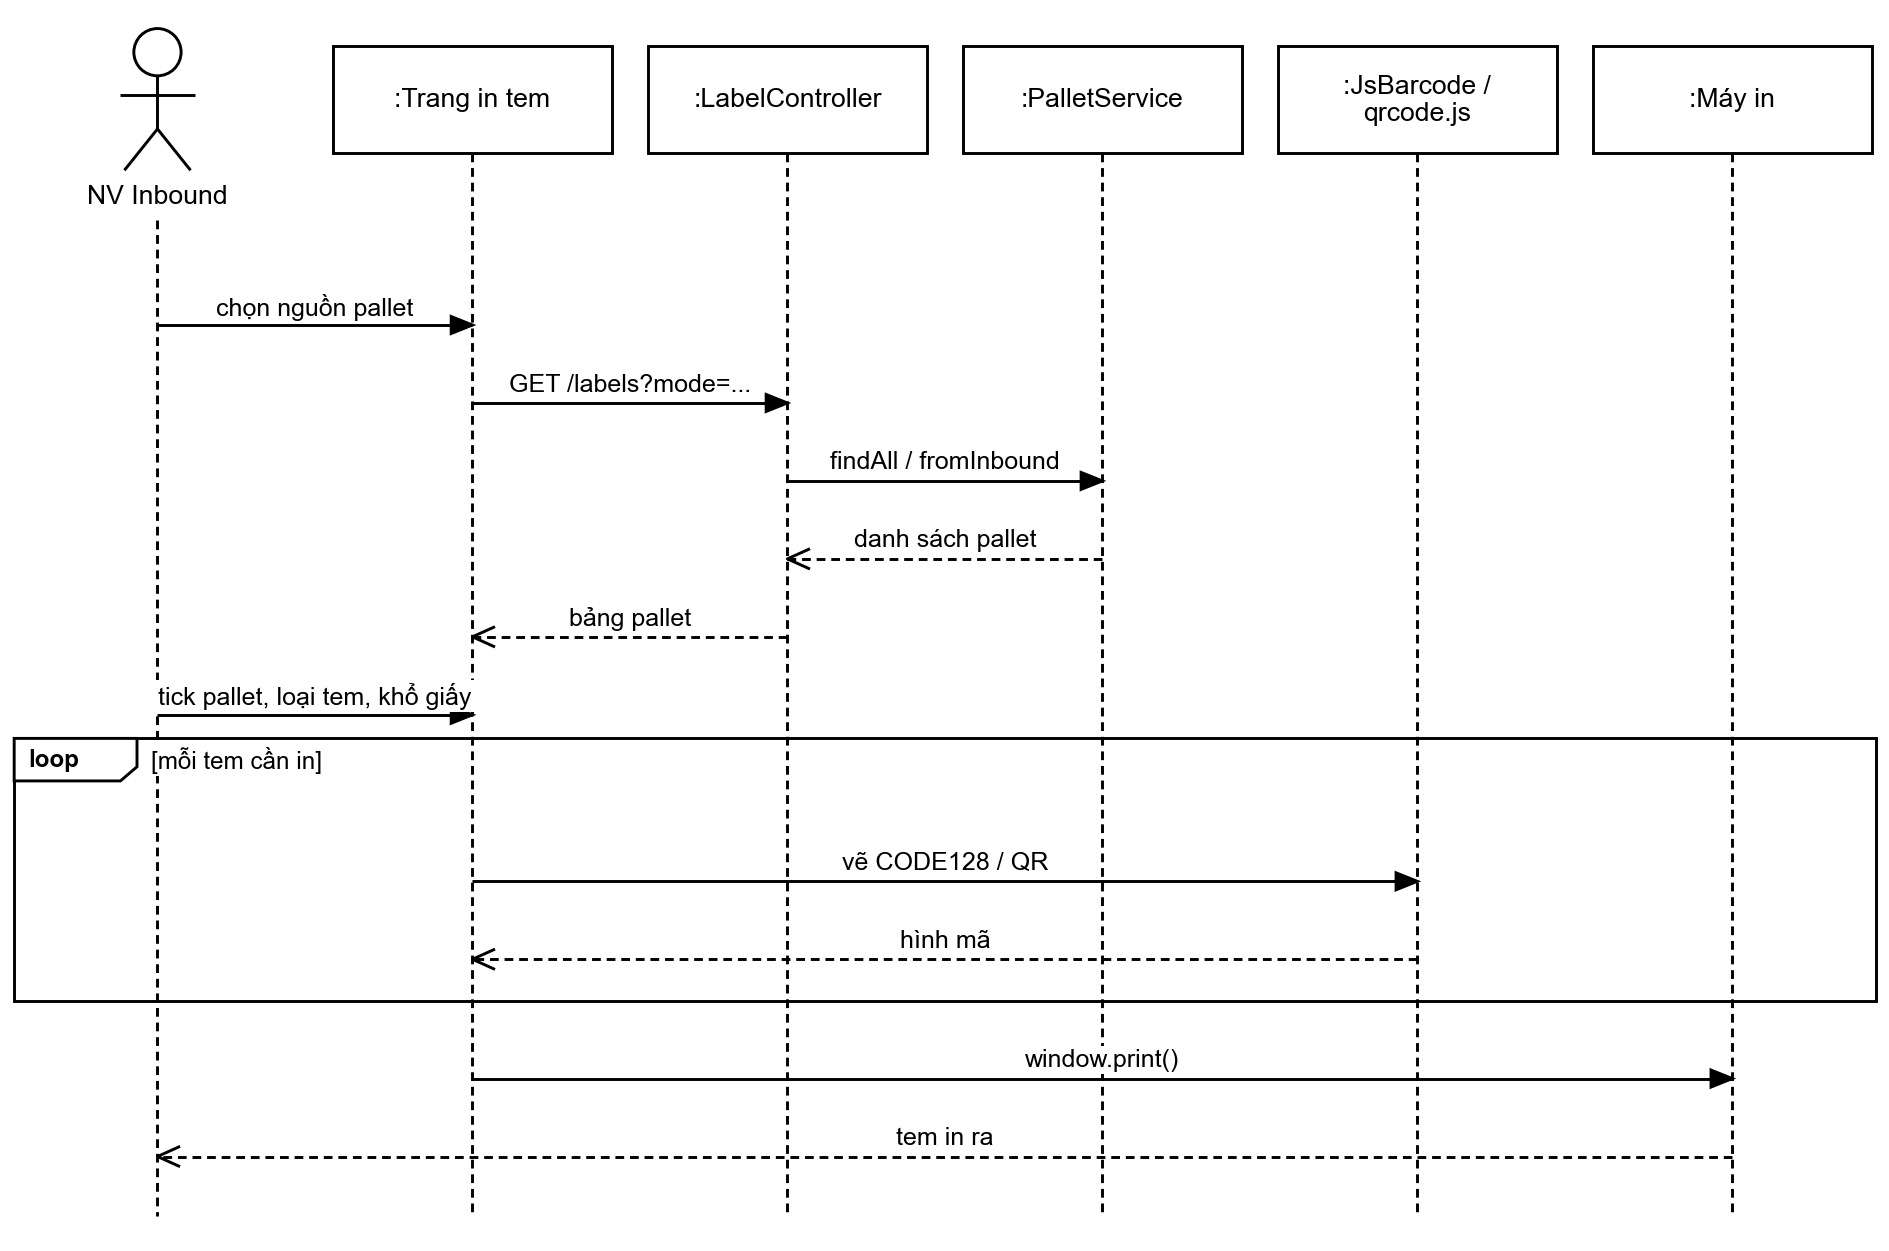 NV Inbound
:Trang in tem
:LabelController
:PalletService
:JsBarcode /
qrcode.js
:Máy in
chọn nguồn pallet
GET /labels?mode=...
findAll / fromInbound
danh sách pallet
bảng pallet
tick pallet, loại tem, khổ giấy
loop
[mỗi tem cần in]
vẽ CODE128 / QR
hình mã
window.print()
tem in ra